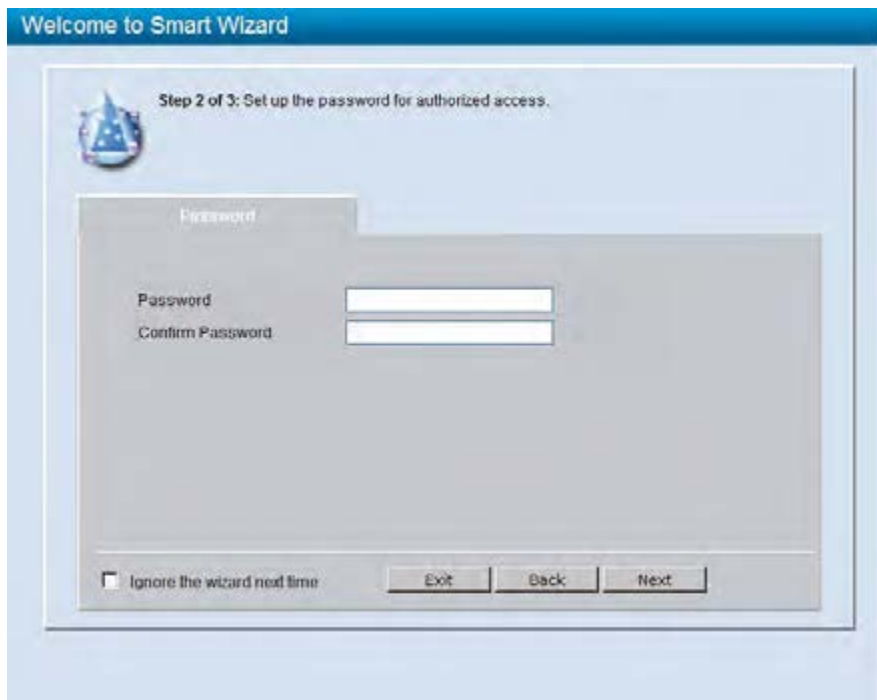 Welcome to Smart Wizard
Step 2 of 3: Set up the password for authorized access.
Password
Password
Confirm Password
Ignore the wizard next time
Exit
Back
Next